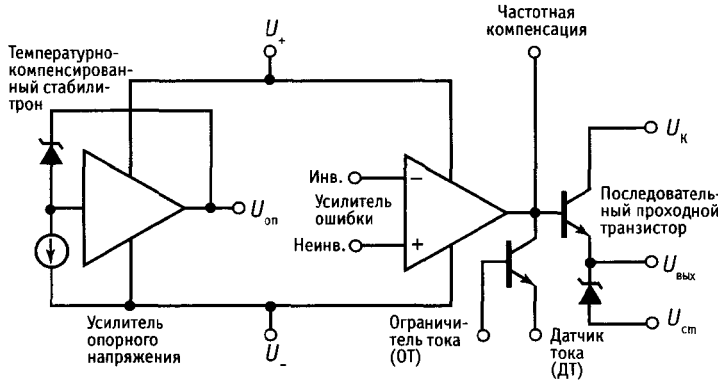 Частотная
компенсация
U+
Температурно-
компенсирован-
ный стабили-
трон
Uк
Инв.
−
Усилитель
ошибки
Последователь-
ный проходной
транзистор
Uоп
Неинв.
+
Uвых
Uст
Усилитель
опорного
напряжения
U−
Ограничи-
тель тока
(ОТ)
Датчик
тока
(ДТ)